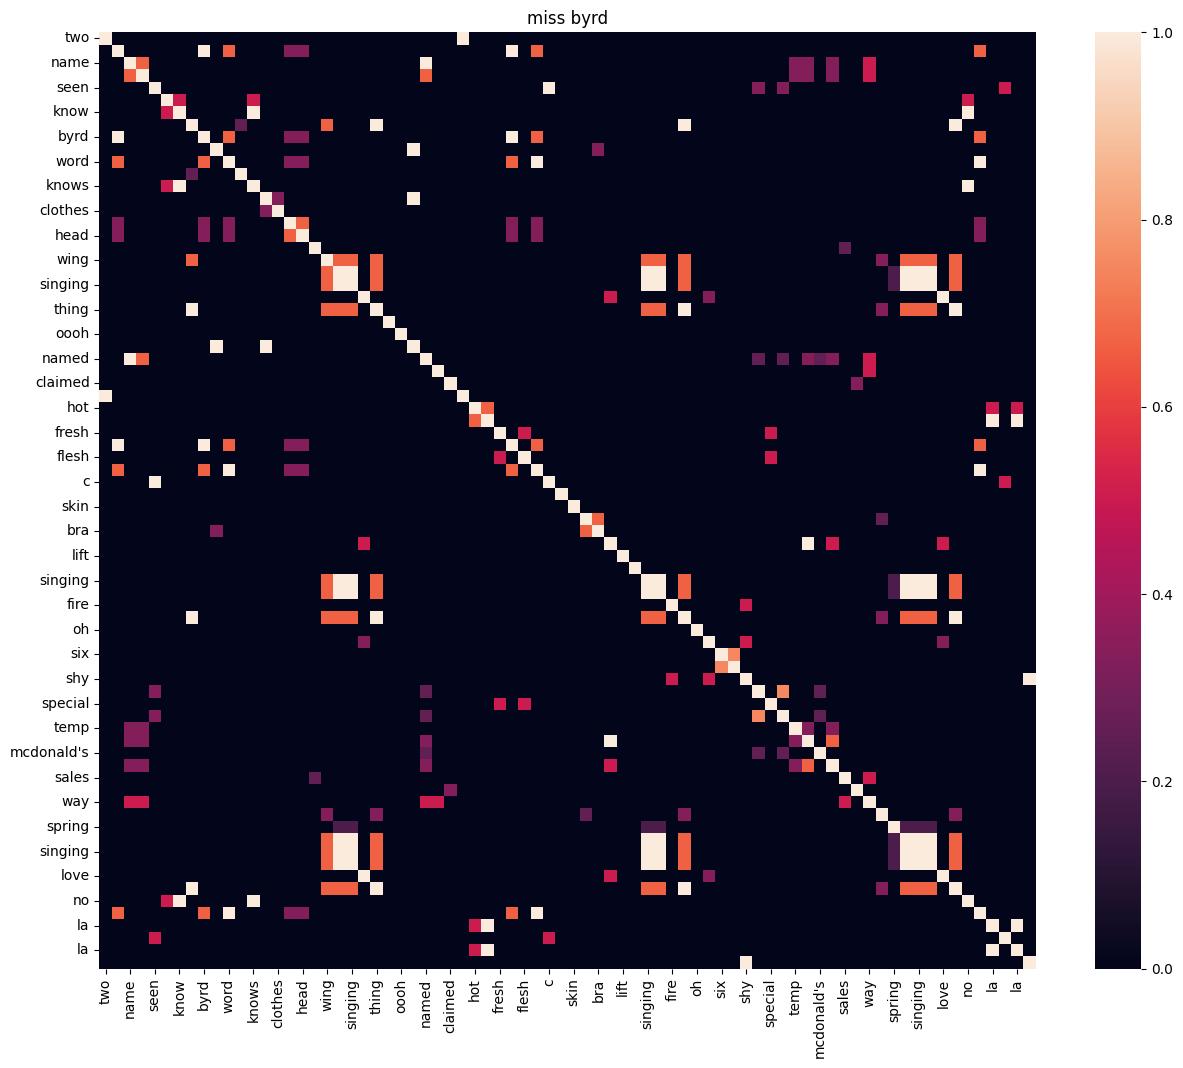 miss byrd
two
name
seen
know
byrd
word
knows
clothes
head
wing
singing
thing
oooh
named
claimed
hot
fresh
flesh
c
skin
bra
lift
singing
fire
oh
six
shy
special
temp
mcdonald's
sales
way
spring
singing
love
no
la
la
two
name
seen
know
byrd
word
knows
clothes
head
wing
singing
thing
oooh
named
claimed
hot
fresh
flesh
c
skin
bra
lift
singing
fire
oh
six
shy
special
temp
mcdonald's
sales
way
spring
singing
love
no
la
la
1.0
0.8
0.6
0.4
0.2
0.0